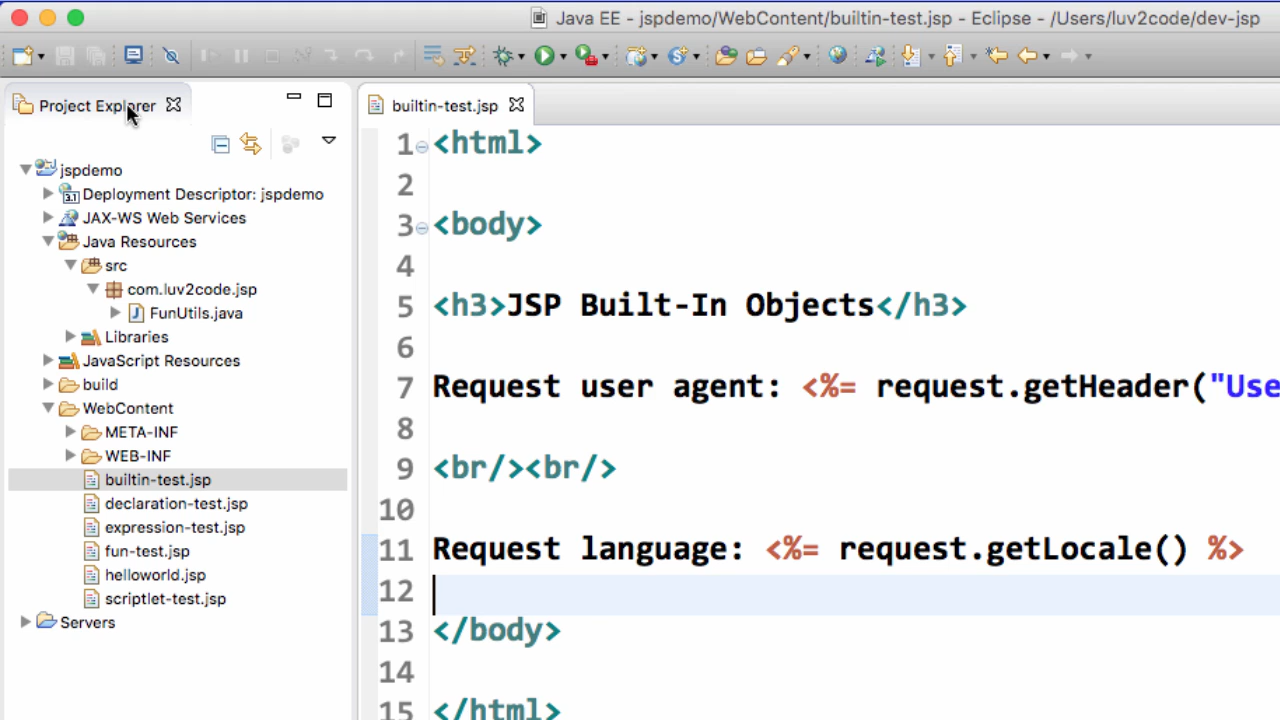 Java EE - jspdemo/WebContent/builtin-test.jsp - Eclipse - /Users/luv2code/dev-jsp
Project Explorer
jspdemo
3.1 Deployment Descriptor: jspdemo
JAX-WS Web Services
Java Resources
src
com.luv2code.jsp
FunUtils.java
Libraries
JavaScript Resources
build
WebContent
META-INF
WEB-INF
builtin-test.jsp
declaration-test.jsp
expression-test.jsp
fun-test.jsp
helloworld.jsp
scriptlet-test.jsp
Servers
builtin-test.jsp
1 <html>
2
3 <body>
4
5 <h3>JSP Built-In Objects</h3>
6
7 Request user agent: <%= request.getHeader("Use
8
9 <br/><br/>
10
11 Request language: <%= request.getLocale() %>
12
13 </body>
14
15 </html>